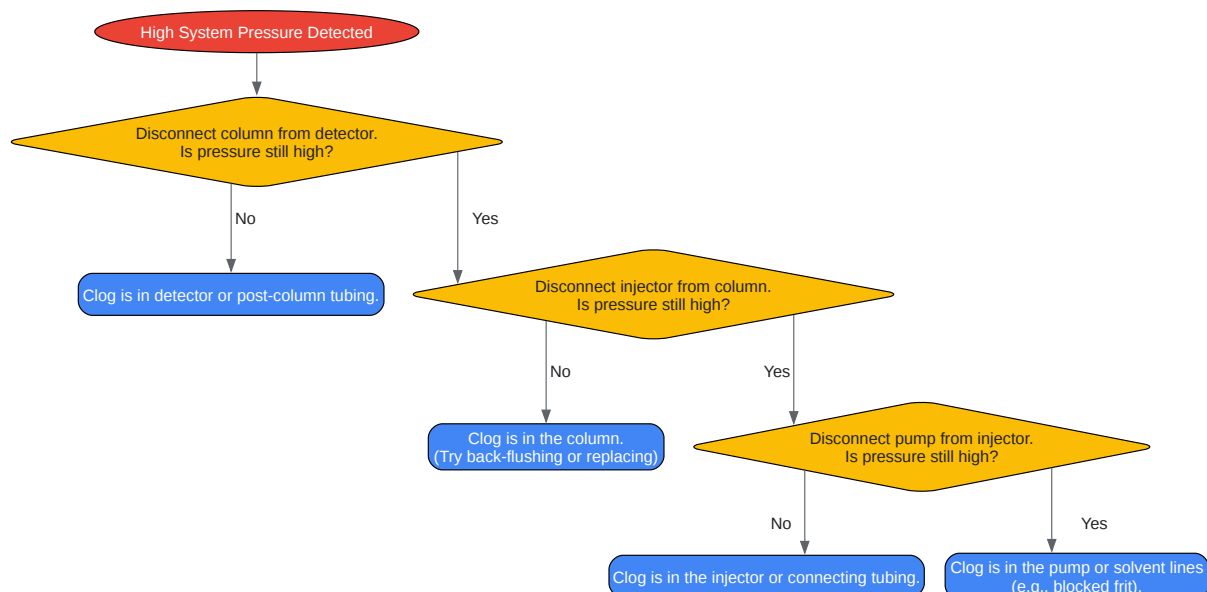 High System Pressure Detected
Disconnect column from detector.
Is pressure still high?
No
Yes
Clog is in detector or post-column tubing.
Disconnect injector from column.
Is pressure still high?
No
Yes
Clog is in the column.
(Try back-flushing or replacing)
Disconnect pump from injector.
Is pressure still high?
No
Yes
Clog is in the injector or connecting tubing.
Clog is in the pump or solvent lines
(e.g., blocked frit).